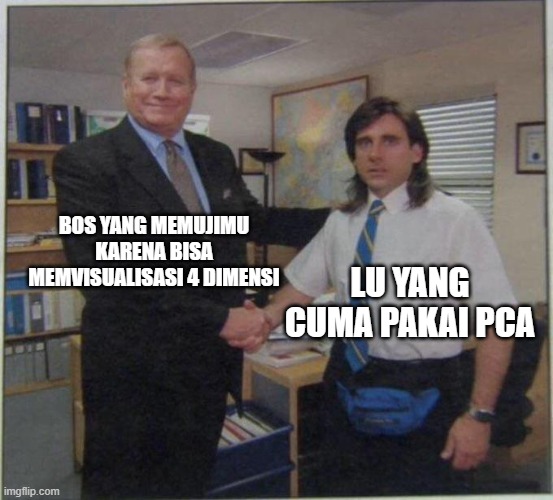 BOS YANG MEMUJIMU
KARENA BISA
MEMVISUALISASI 4 DIMENSI
LU YANG
CUMA PAKAI PCA
imgflip.com